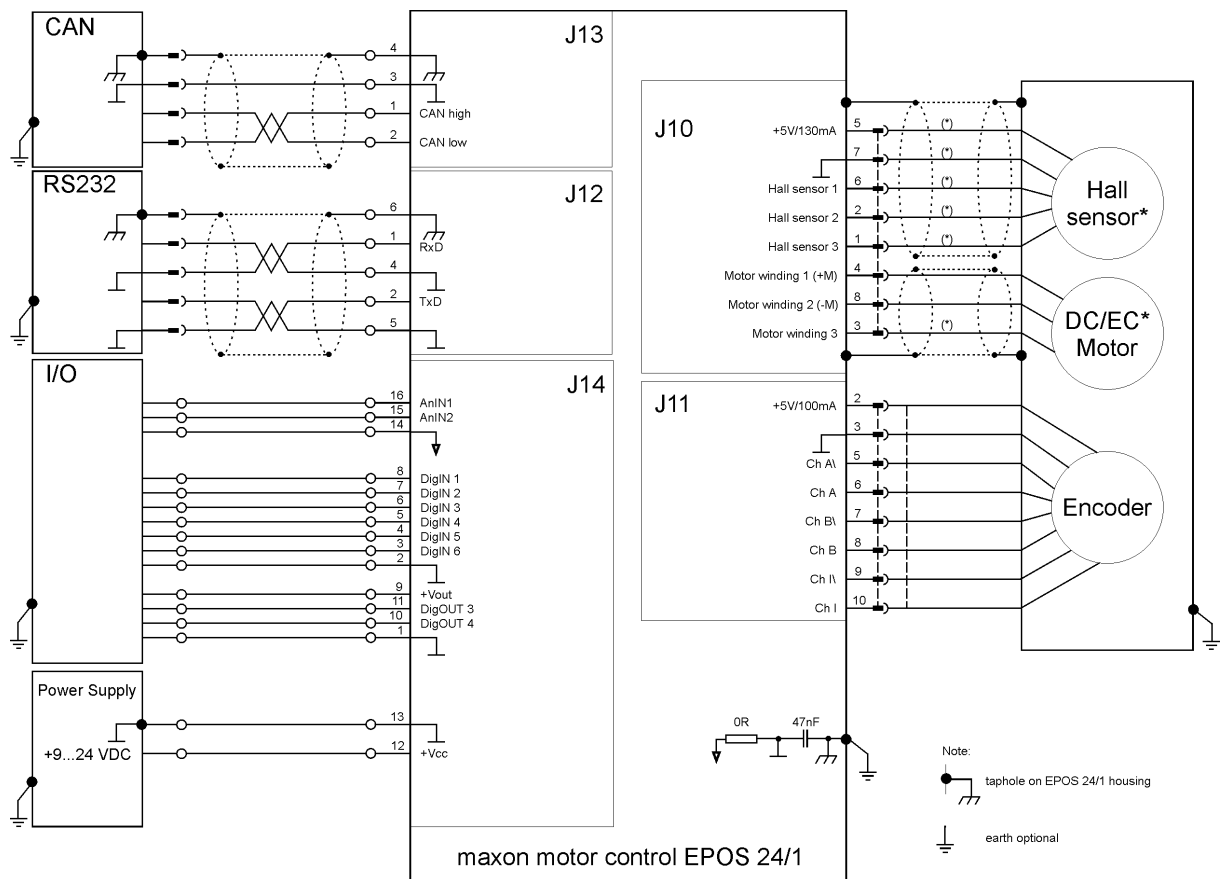 CAN
J13
4
3
1 CAN high
2 CAN low
RS232
J12
6
1 RxD
4
2 TxD
5
I/O
J14
16 AnIN1
15 AnIN2
14
8 DigIN 1
7 DigIN 2
6 DigIN 3
5 DigIN 4
4 DigIN 5
3 DigIN 6
2
9 +Vout
11 DigOUT 3
10 DigOUT 4
1
Power Supply
+9...24 VDC
13
12 +Vcc
J10
+5V/130mA 5 (*)
7 (*)
Hall sensor 1 6 (*)
Hall sensor 2 2 (*)
Hall sensor 3 1 (*)
Motor winding 1 (+M) 4
Motor winding 2 (-M) 8
Motor winding 3 3 (*)
Hall
sensor*
DC/EC*
Motor
J11
+5V/100mA 2
3
Ch A\ 5
Ch A 6
Ch B\ 7
Ch B 8
Ch I\ 9
Ch I 10
Encoder
0R 47nF
Note:
taphole on EPOS 24/1 housing
earth optional
maxon motor control EPOS 24/1